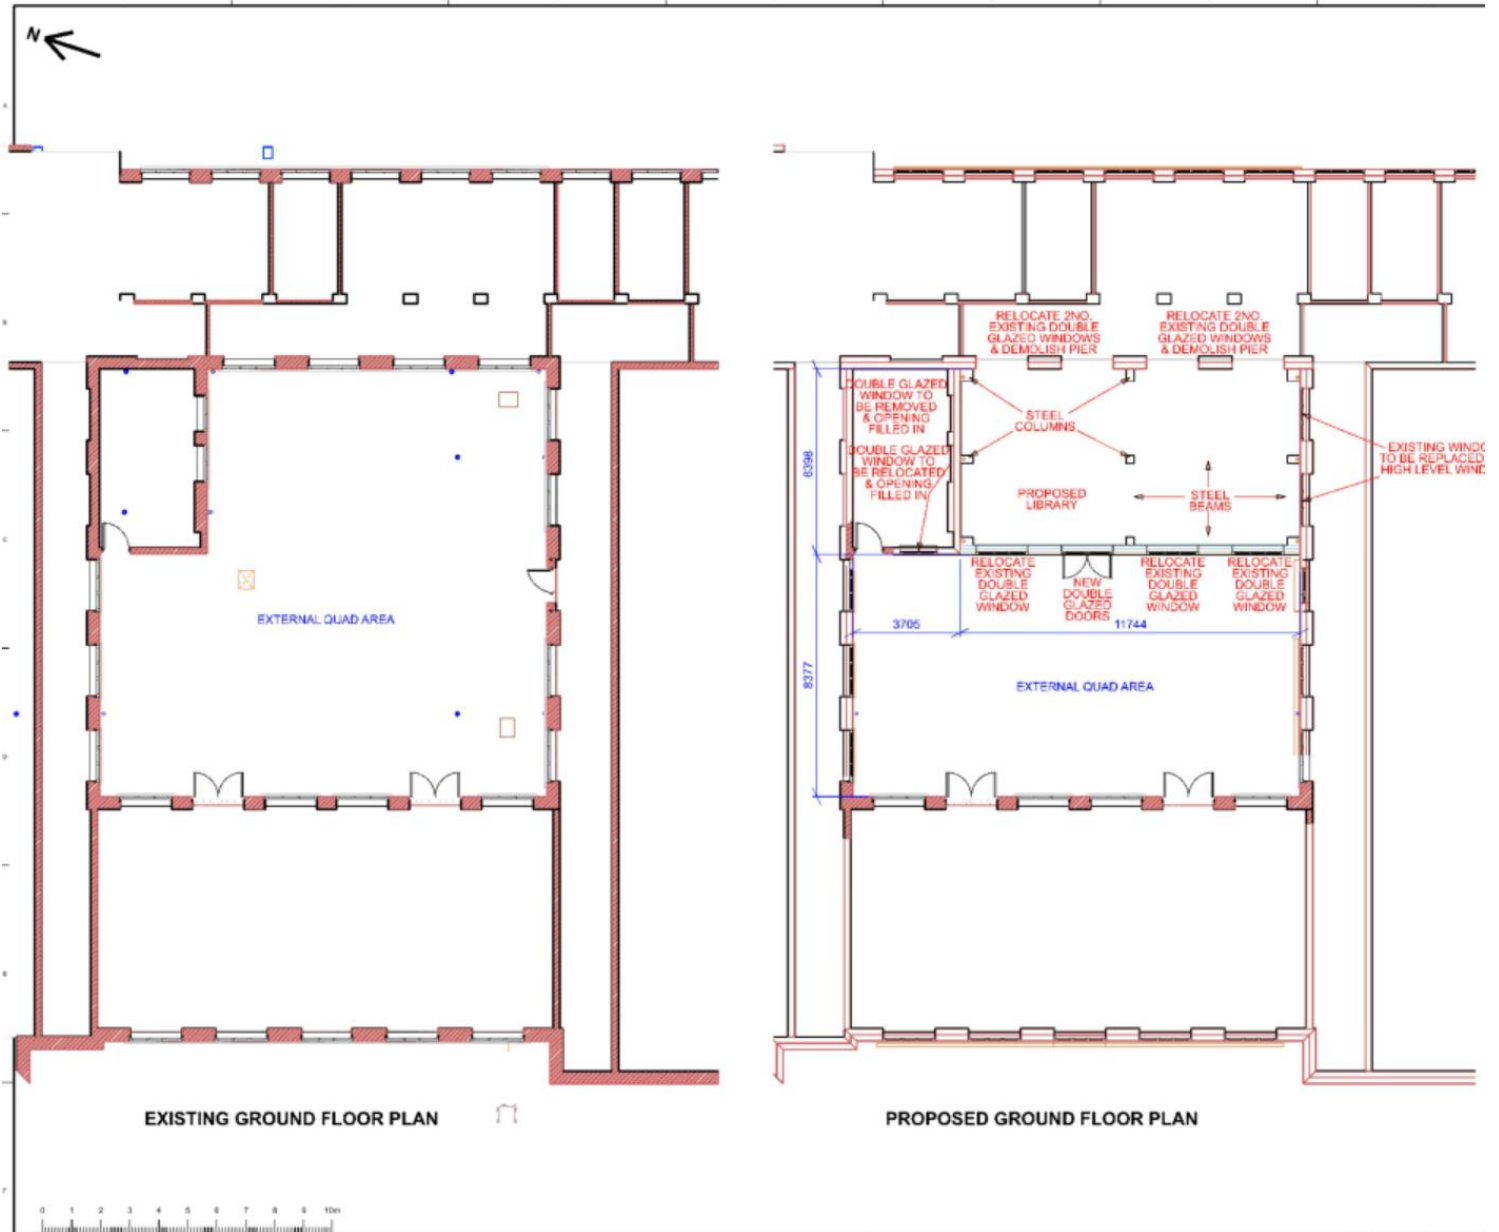 N
RELOCATE 2NO.
EXISTING DOUBLE
GLAZED WINDOWS
& DEMOLISH PIER
RELOCATE 2NO.
EXISTING DOUBLE
GLAZED WINDOWS
& DEMOLISH PIER
DOUBLE GLAZED
WINDOW TO
BE REMOVED
& OPENING
FILLED IN
DOUBLE GLAZED
WINDOW TO
BE RELOCATED
& OPENING
FILLED IN
STEEL
COLUMNS
EXISTING WINDO
TO BE REPLACED
HIGH LEVEL WIND
6398
PROPOSED
LIBRARY
STEEL
BEAMS
RELOCATE
EXISTING
DOUBLE
GLAZED
WINDOW
NEW
DOUBLE
GLAZED
DOORS
RELOCATE
EXISTING
DOUBLE
GLAZED
WINDOW
RELOCATE
EXISTING
DOUBLE
GLAZED
WINDOW
EXTERNAL QUAD AREA
3705
11744
8377
EXTERNAL QUAD AREA
EXISTING GROUND FLOOR PLAN
PROPOSED GROUND FLOOR PLAN
0 1 2 3 4 5 6 7 8 9 10m